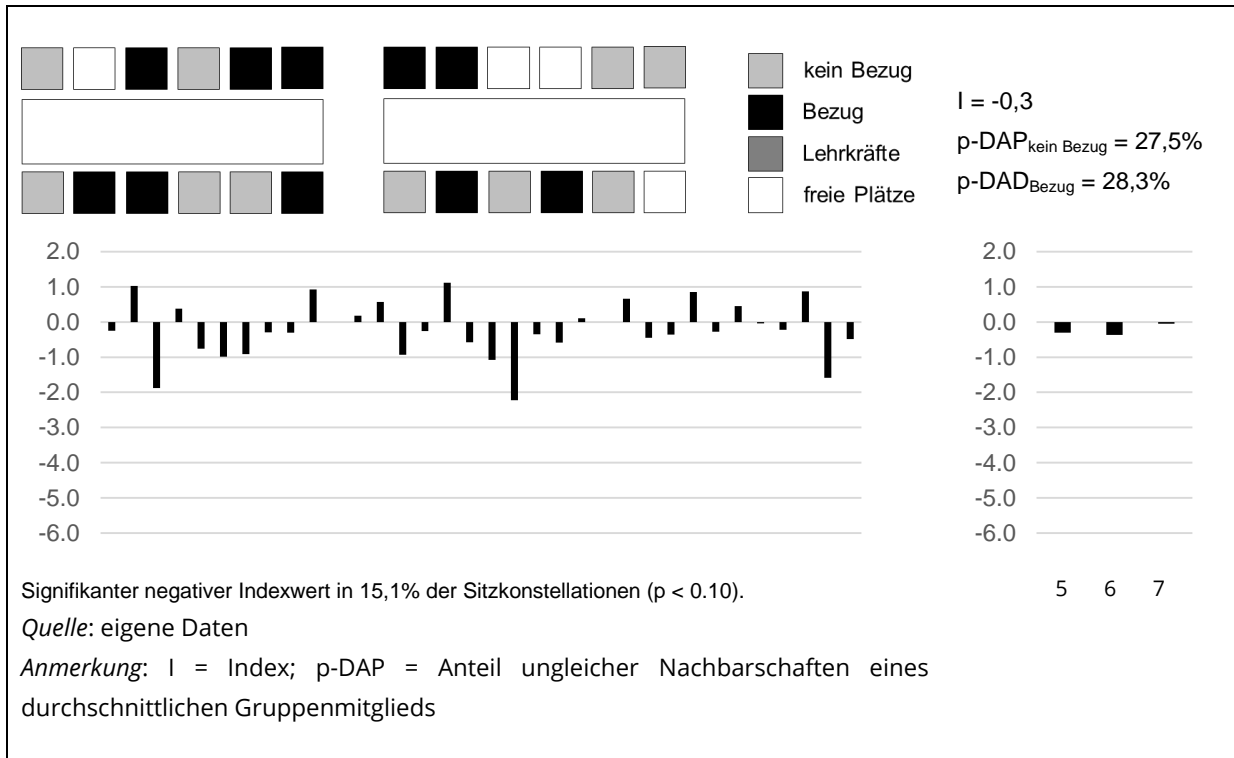 kein Bezug
Bezug
Lehrkräfte
freie Plätze
I = -0,3
p-DAPkein Bezug = 27,5%
p-DADBezug = 28,3%
2.0
1.0
0.0
-1.0
-2.0
-3.0
-4.0
-5.0
-6.0
2.0
1.0
0.0
-1.0
-2.0
-3.0
-4.0
-5.0
-6.0
5 6 7
Signifikanter negativer Indexwert in 15,1% der Sitzkonstellationen (p < 0.10).
Quelle: eigene Daten
Anmerkung: I = Index; p-DAP = Anteil ungleicher Nachbarschaften eines
durchschnittlichen Gruppenmitglieds